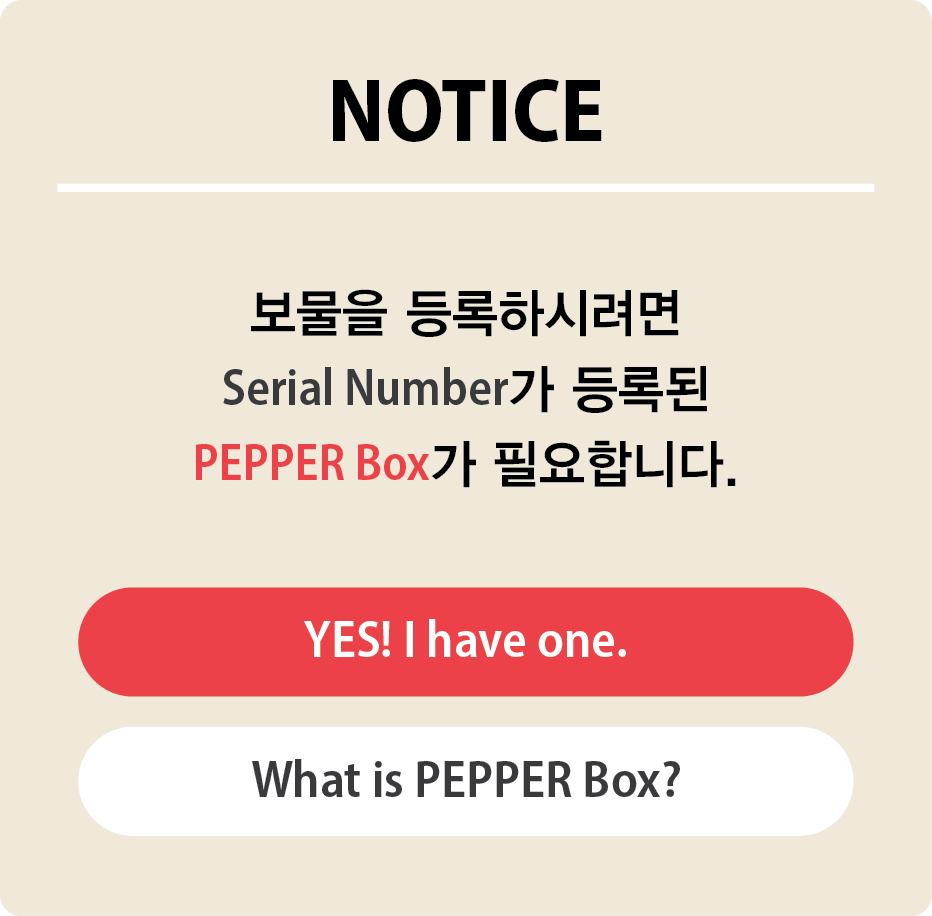 NOTICE
보물을 등록하시려면
Serial Number가 등록된
PEPPER Box가 필요합니다.
YES! I have one.
What is PEPPER Box?